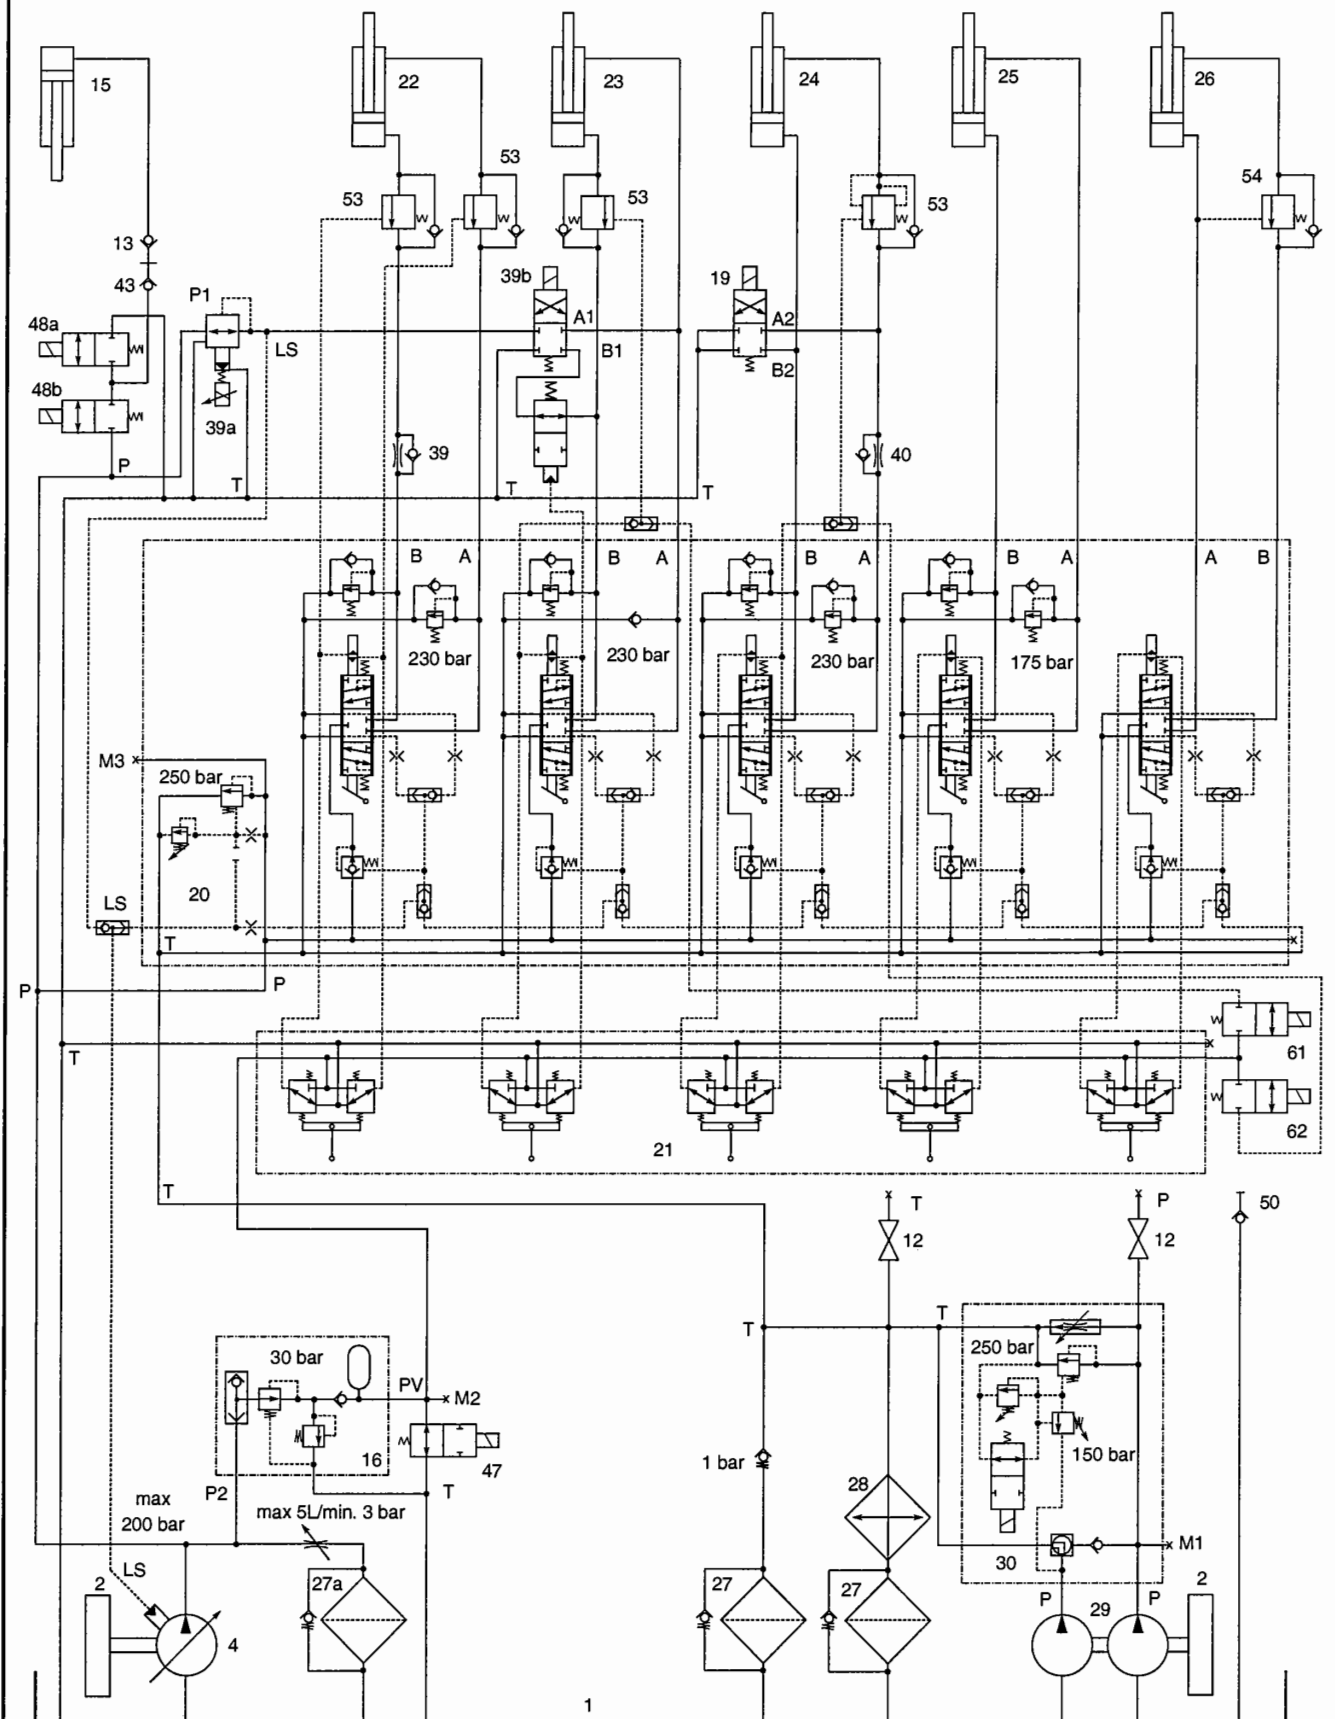 15
22
23
24
25
26
53
53
53
53
54
13
43
P1
39b
19
A1
A2
48a
LS
B1
B2
48b
39a
39
40
P
T
T
T
B
A
B
A
B
A
B
A
A
B
230 bar
230 bar
230 bar
175 bar
M3
250 bar
20
LS
T
P
P
T
61
62
21
T
T
P
50
12
12
T
T
250 bar
30 bar
PV
M2
150 bar
1 bar
16
47
28
P2
T
max
200 bar
max 5L/min. 3 bar
M1
30
LS
2
27a
27
27
P
P
2
29
4
1